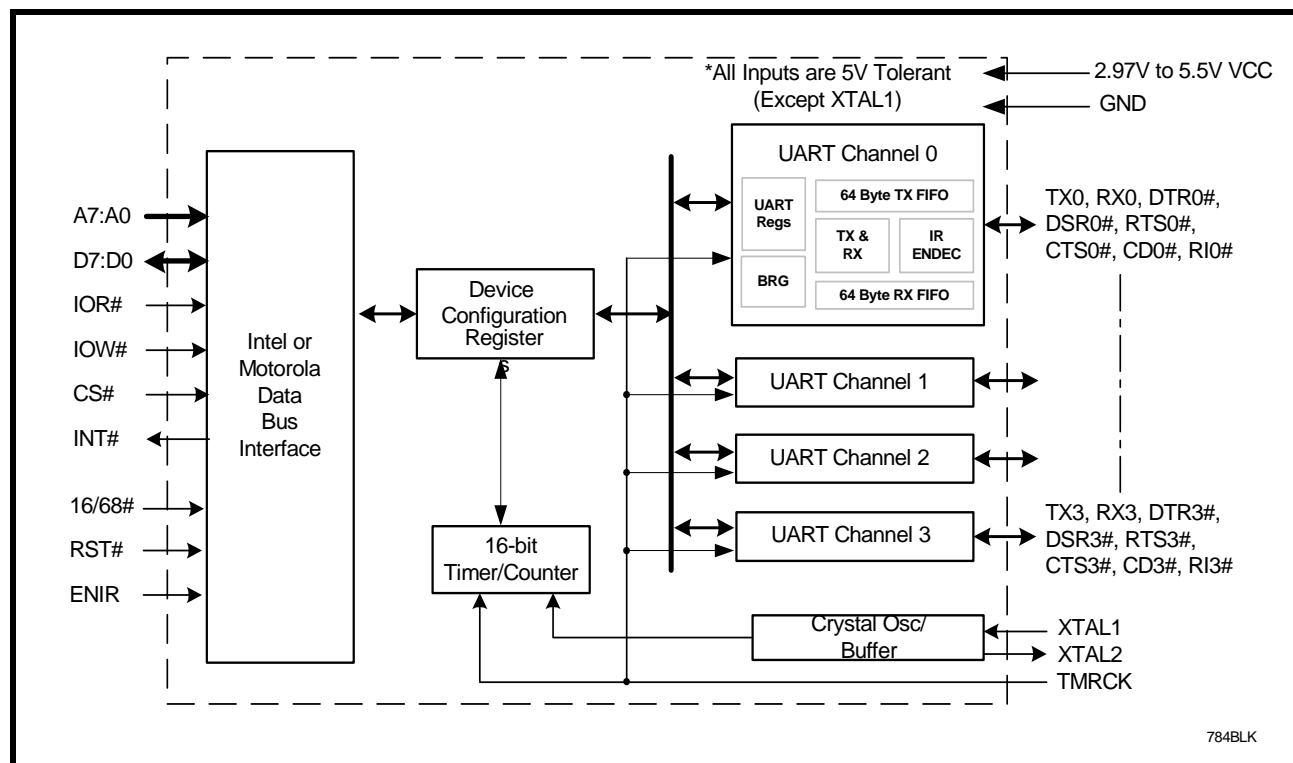 *All Inputs are 5V Tolerant
(Except XTAL1)
2.97V to 5.5V VCC
GND
A7:A0
D7:D0
IOR#
IOW#
CS#
INT#
16/68#
RST#
ENIR
Intel or
Motorola
Data
Bus
Interface
Device
Configuration
Register
s
16-bit
Timer/Counter
UART Channel 0
UART
Regs
BRG
64 Byte TX FIFO
TX &
RX
IR
ENDEC
64 Byte RX FIFO
UART Channel 1
UART Channel 2
UART Channel 3
Crystal Osc/
Buffer
TX0, RX0, DTR0#,
DSR0#, RTS0#,
CTS0#, CD0#, RI0#
TX3, RX3, DTR3#,
DSR3#, RTS3#,
CTS3#, CD3#, RI3#
XTAL1
XTAL2
TMRCK
784BLK